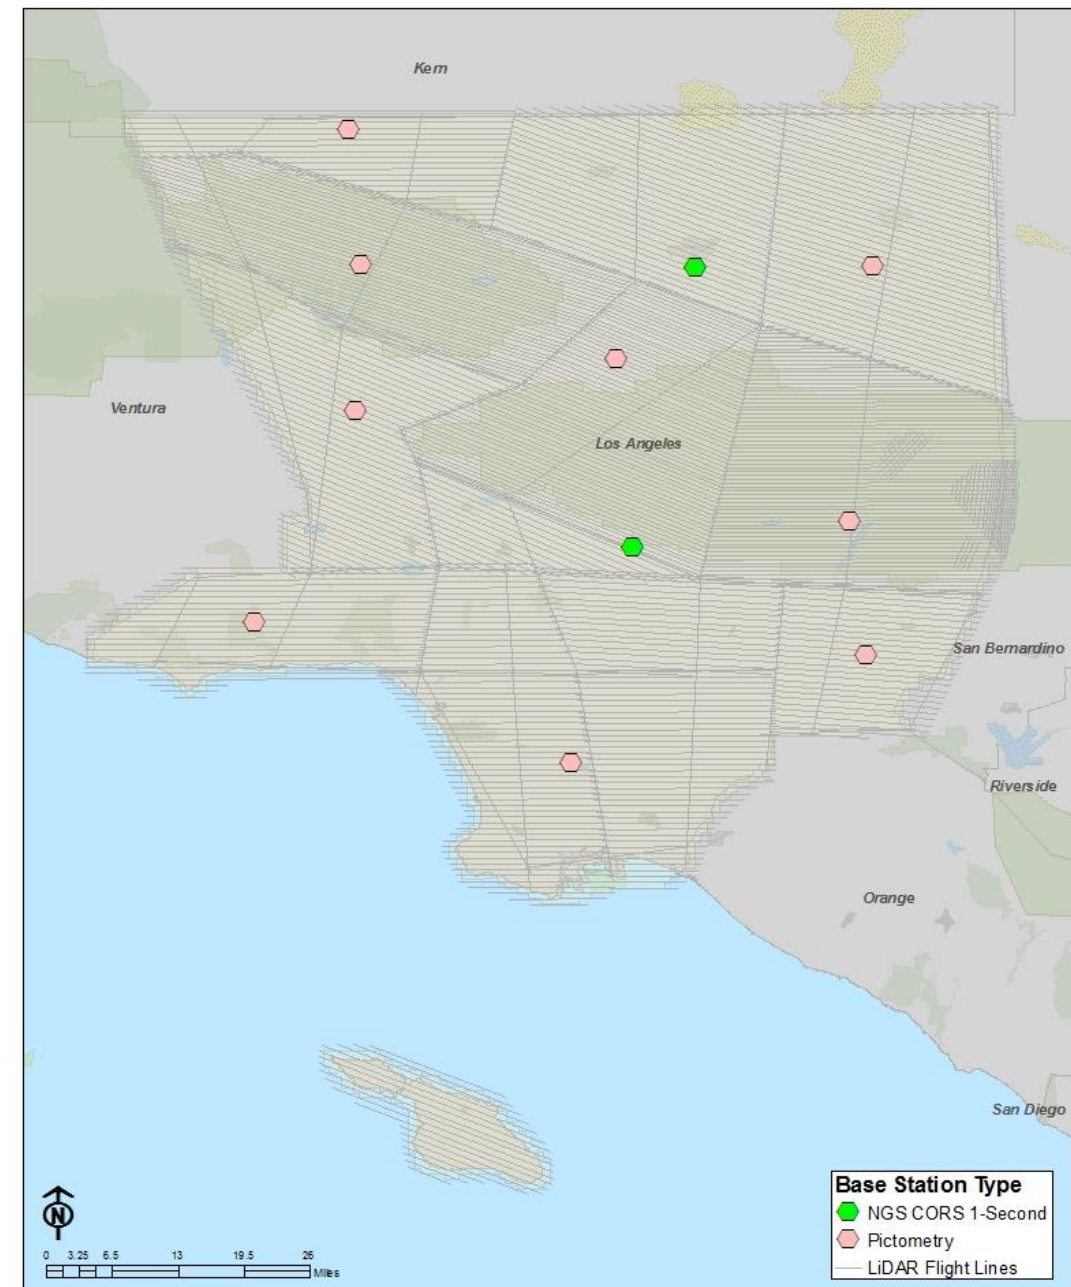 Kern
Ventura
Los Angeles
San Bernardino
Riverside
Orange
San Diego
N
0 3.25 6.5 13 19.5 26
Miles
Base Station Type
NGS CORS 1-Second
Pictometry
LiDAR Flight Lines